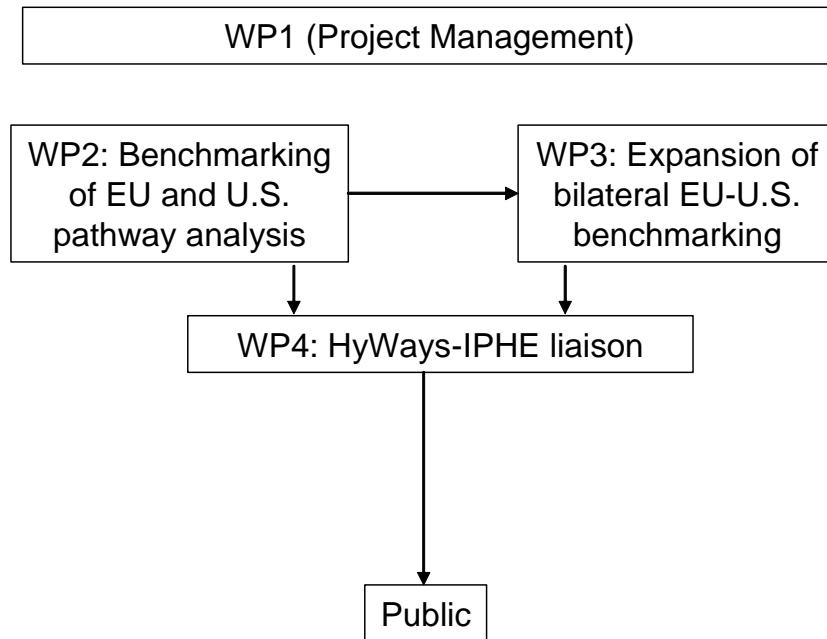 WP1 (Project Management)
WP2: Benchmarking
of EU and U.S.
pathway analysis
WP3: Expansion of
bilateral EU-U.S.
benchmarking
WP4: HyWays-IPHE liaison
Public